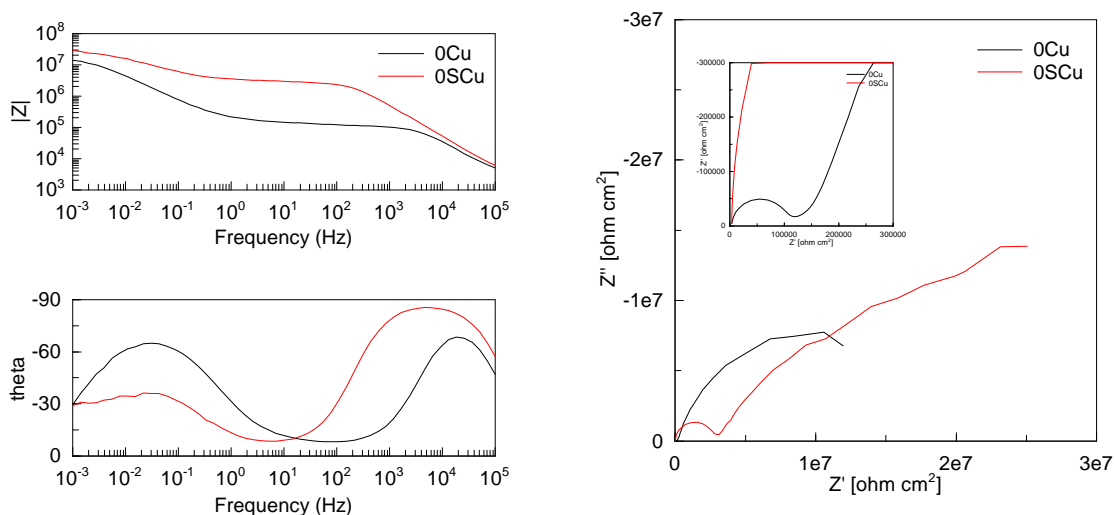 10^8
10^7
10^6
10^5
10^4
10^3
|Z|
0Cu
0SCu
10^-3 10^-2 10^-1 10^0 10^1 10^2 10^3 10^4 10^5
Frequency (Hz)
-90
-60
-30
0
theta
10^-3 10^-2 10^-1 10^0 10^1 10^2 10^3 10^4 10^5
Frequency (Hz)
-3e7
-2e7
-1e7
0
Z'' [ohm cm^2]
0Cu
0SCu
-300000
-200000
-100000
0
Z' [ohm cm^2]
0Cu
0SCu
0 100000 200000 300000
Z' [ohm cm^2]
0 1e7 2e7 3e7
Z' [ohm cm^2]